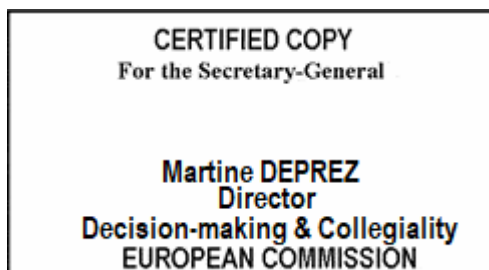 CERTIFIED COPY
For the Secretary-General
Martine DEPREZ
Director
Decision-making & Collegiality
EUROPEAN COMMISSION